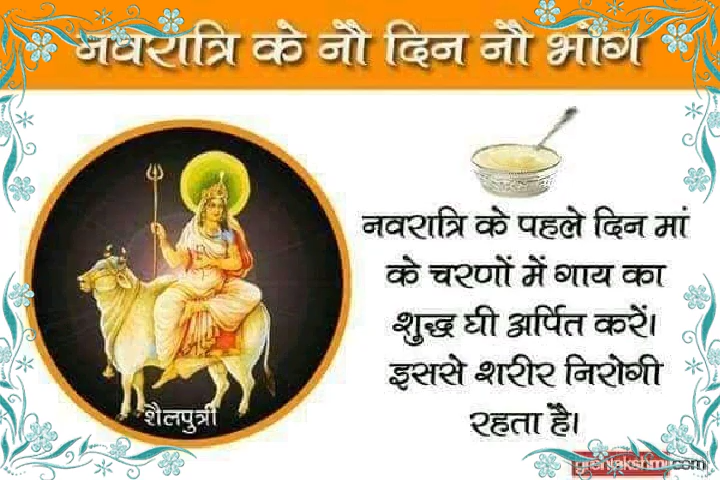 नवरात्रि के नौ दिन नौ भोग
नवरात्रि के पहले दिन मां
के चरणों में गाय का
शुद्ध घी अर्पित करें।
इससे शरीर निरोगी
रहता है।
शैलपुत्री